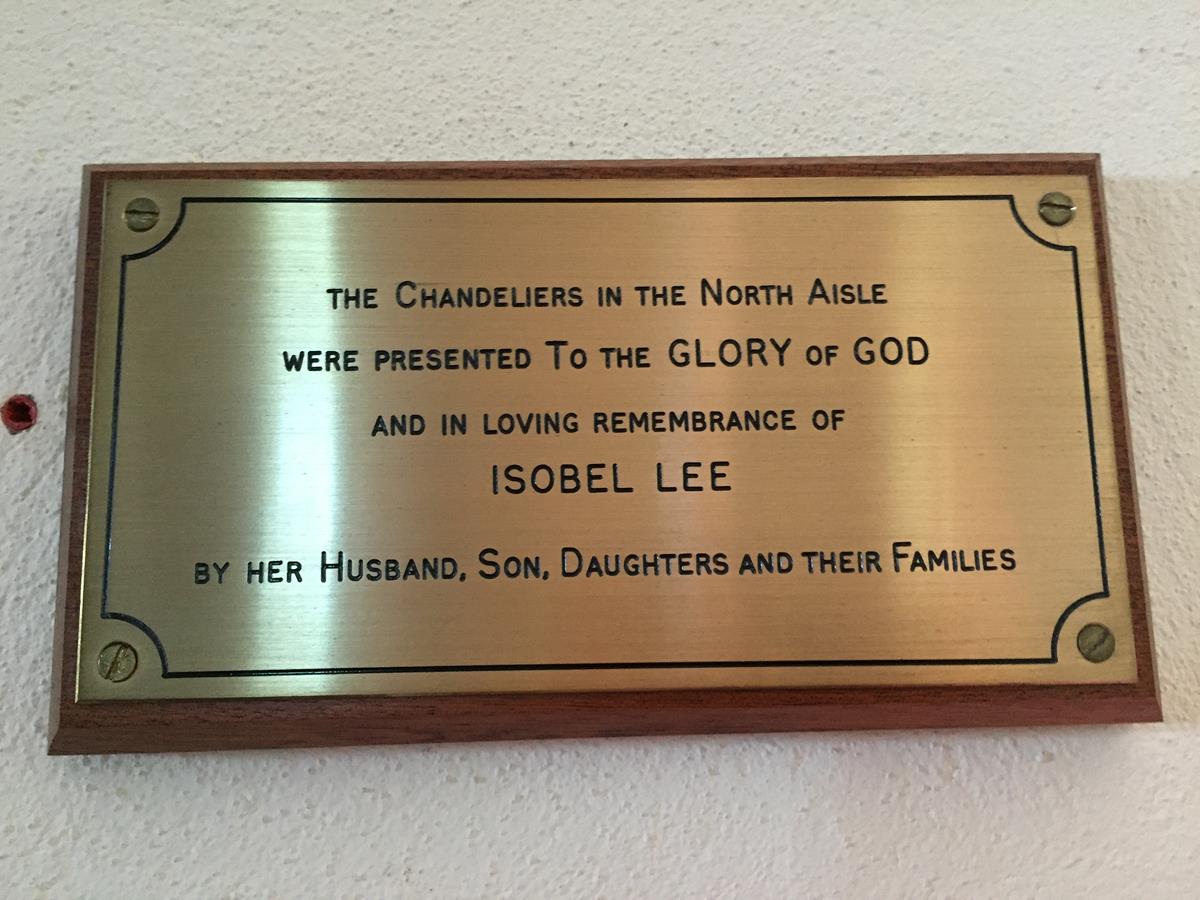 THE CHANDELIERS IN THE NORTH AISLE
WERE PRESENTED TO THE GLORY OF GOD
AND IN LOVING REMEMBRANCE OF
ISOBEL LEE
BY HER HUSBAND, SON, DAUGHTERS AND THEIR FAMILIES